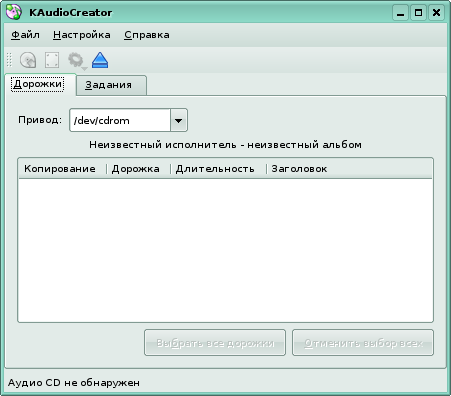 KAudioCreator
Файл Настройка Справка
Дорожки Задания
Привод: /dev/cdrom
Неизвестный исполнитель - неизвестный альбом
Копирование Дорожка Длительность Заголовок
Выбрать все дорожки Отменить выбор всех
Аудио CD не обнаружен